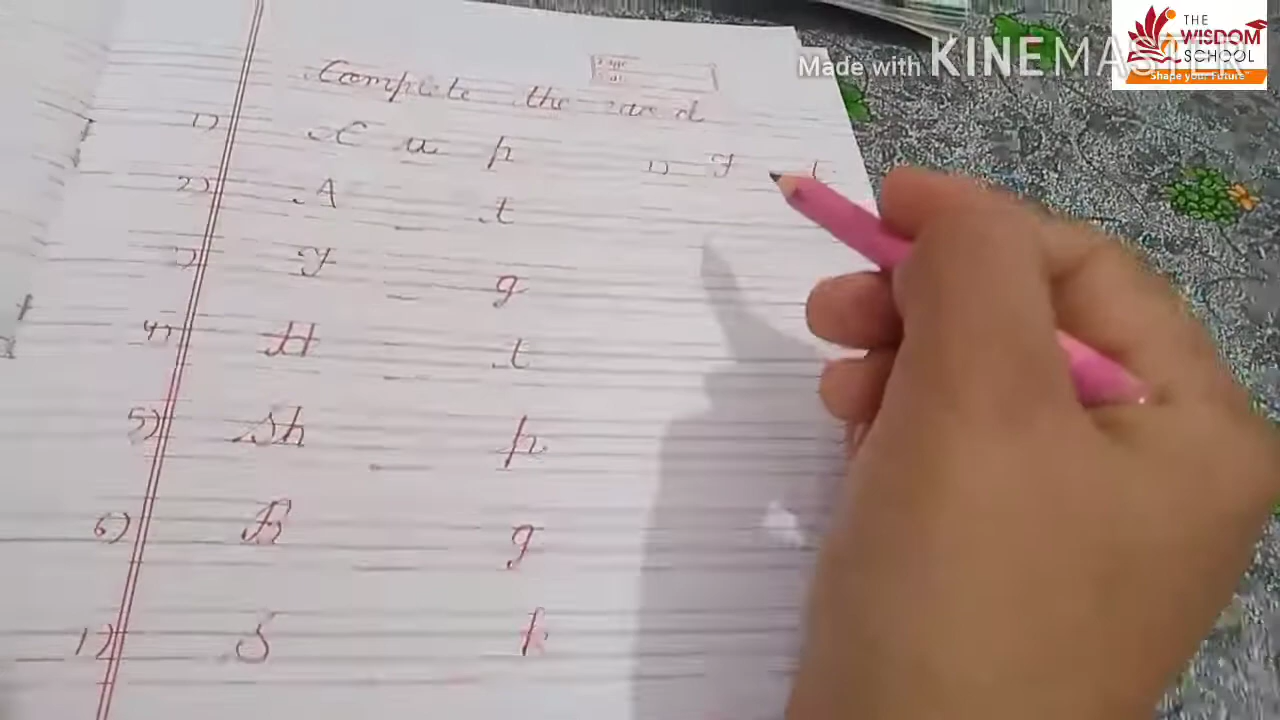 Made with KINEMASTER
THE
WISDOM
SCHOOL
Shape your Future
Complete the word
1) C u p
1) J _ t
2) A _ t
3) J _ g
4) H _ t
5) Sh _ p
6) _ g
S